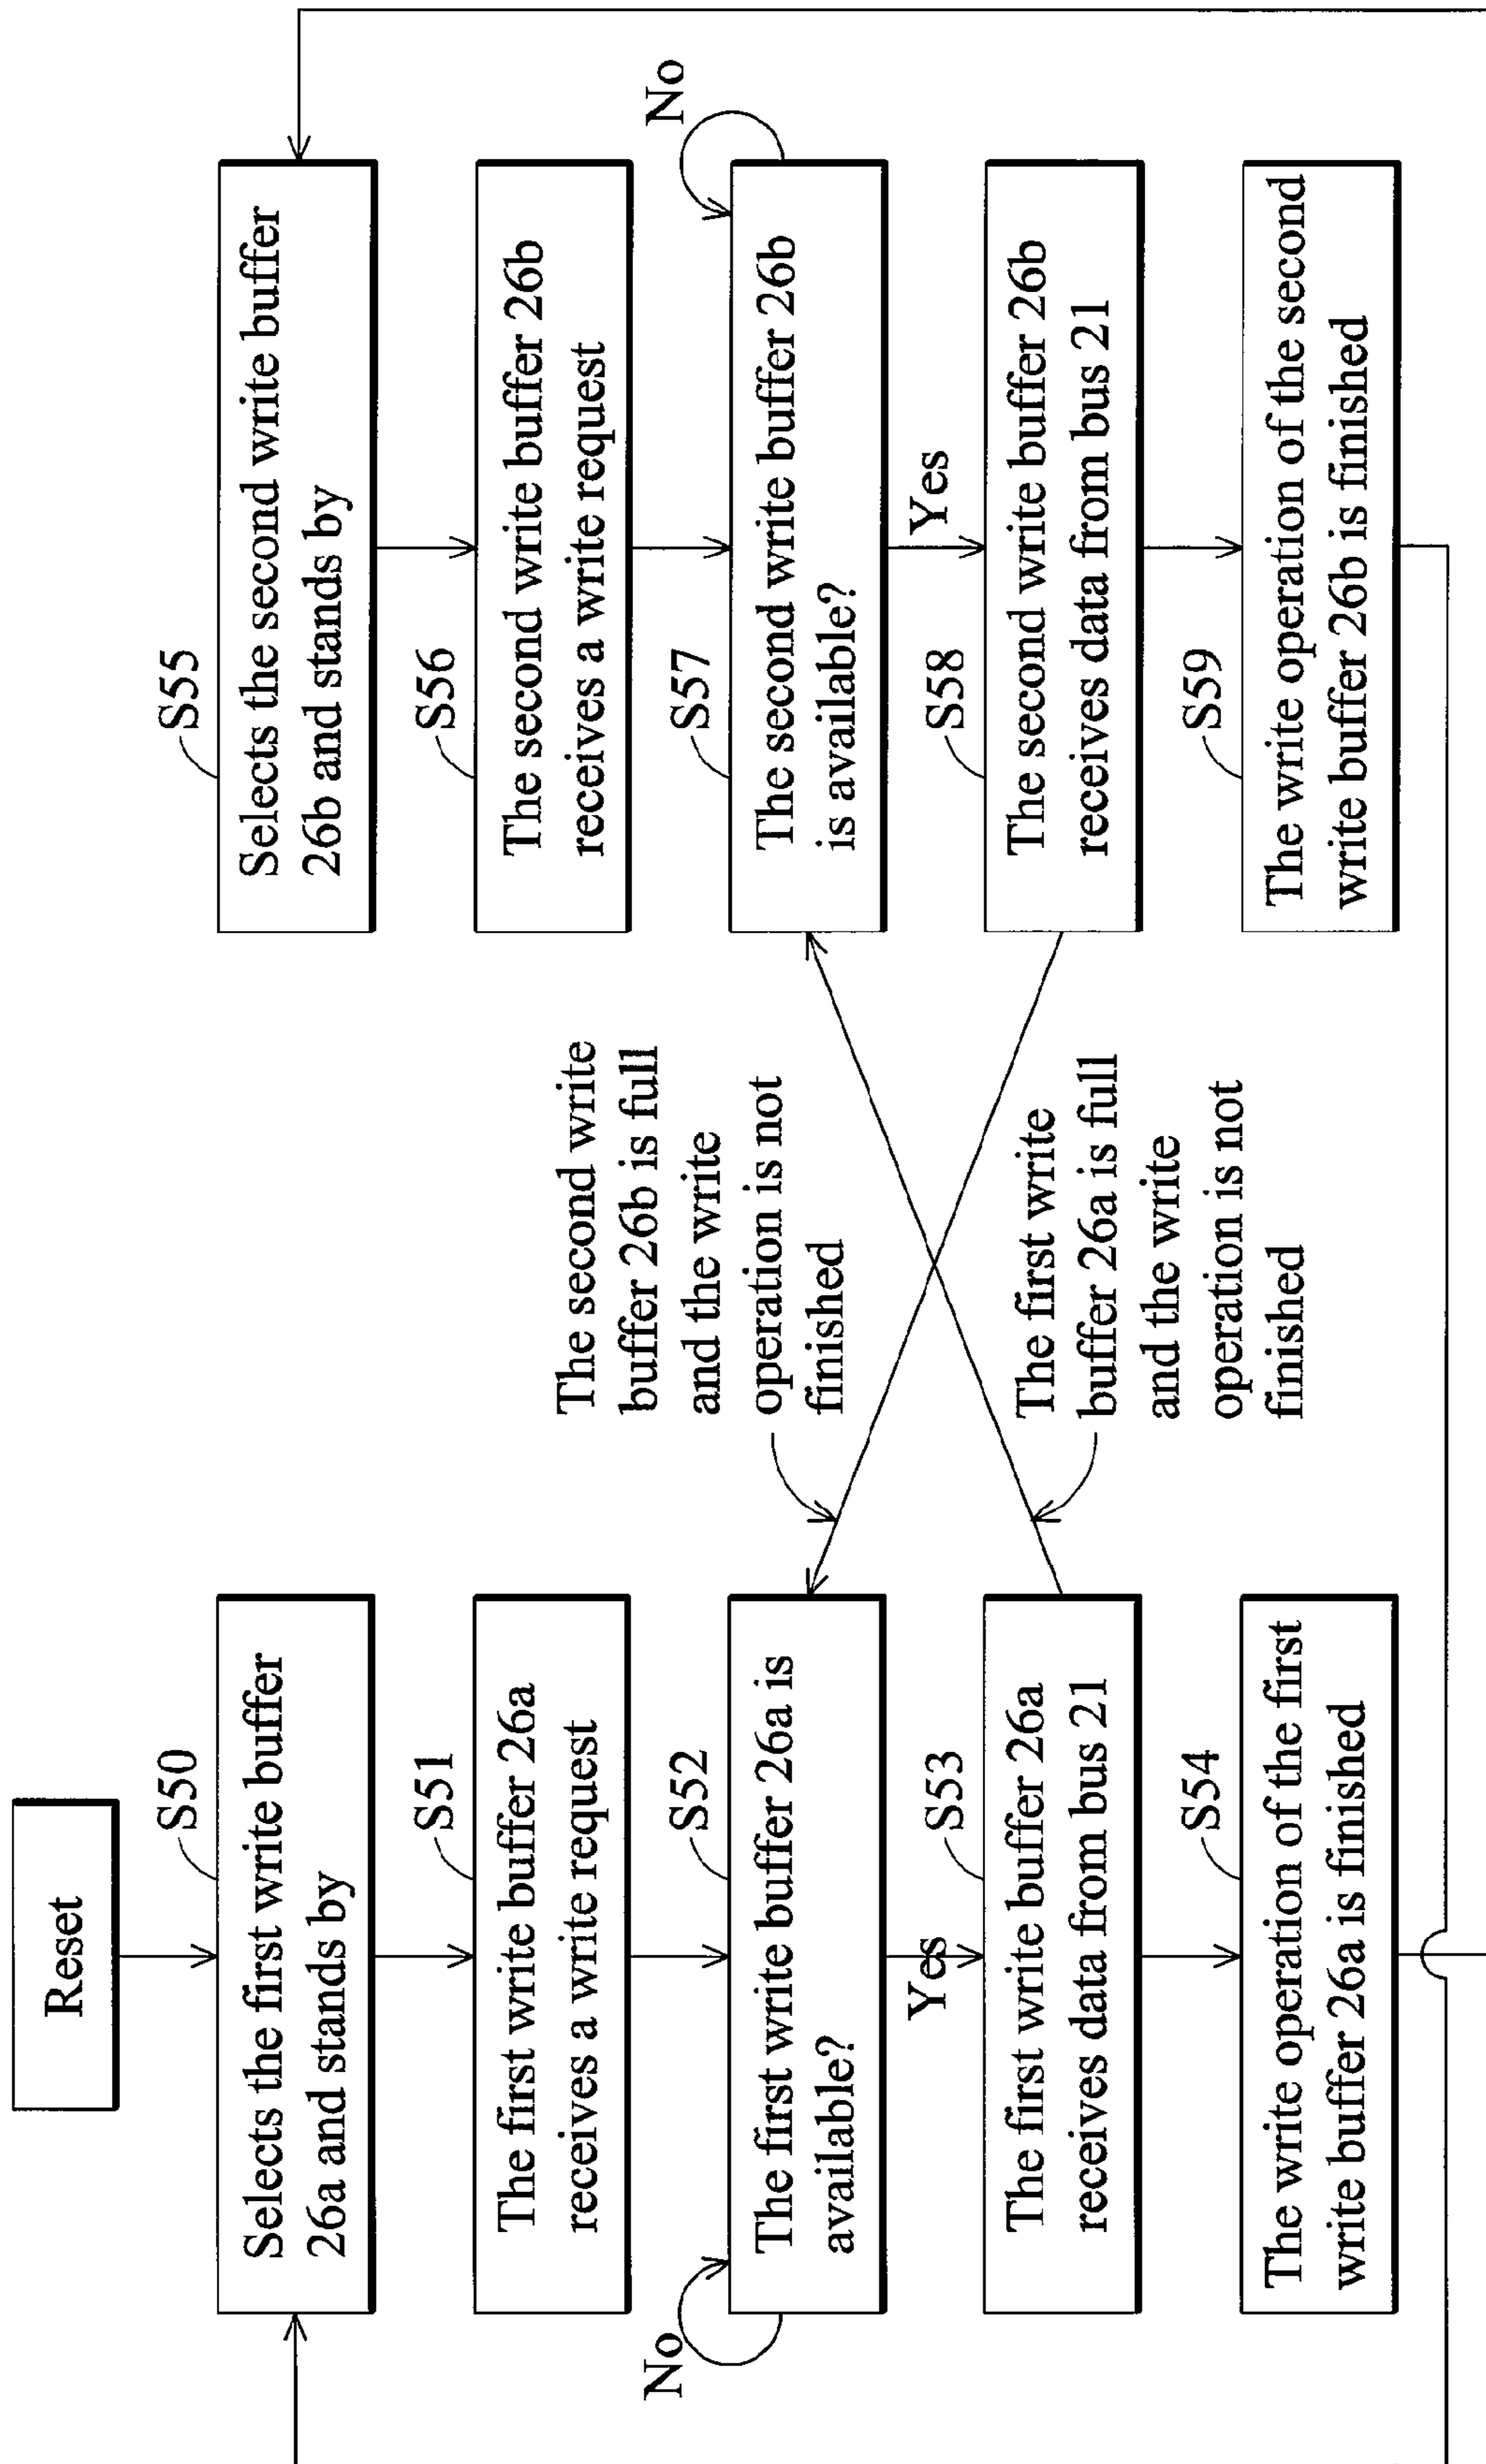 Reset
S50
Selects the first write buffer
26a and stands by
S51
The first write buffer 26a
receives a write request
S52
The first write buffer 26a is
available?
No
Yes
S53
The first write buffer 26a
receives data from bus 21
S54
The write operation of the first
write buffer 26a is finished
The second write
buffer 26b is full
and the write
operation is not
finished
The first write
buffer 26a is full
and the write
operation is not
finished
S55
Selects the second write buffer
26b and stands by
S56
The second write buffer 26b
receives a write request
S57
The second write buffer 26b
is available?
No
Yes
S58
The second write buffer 26b
receives data from bus 21
S59
The write operation of the second
write buffer 26b is finished